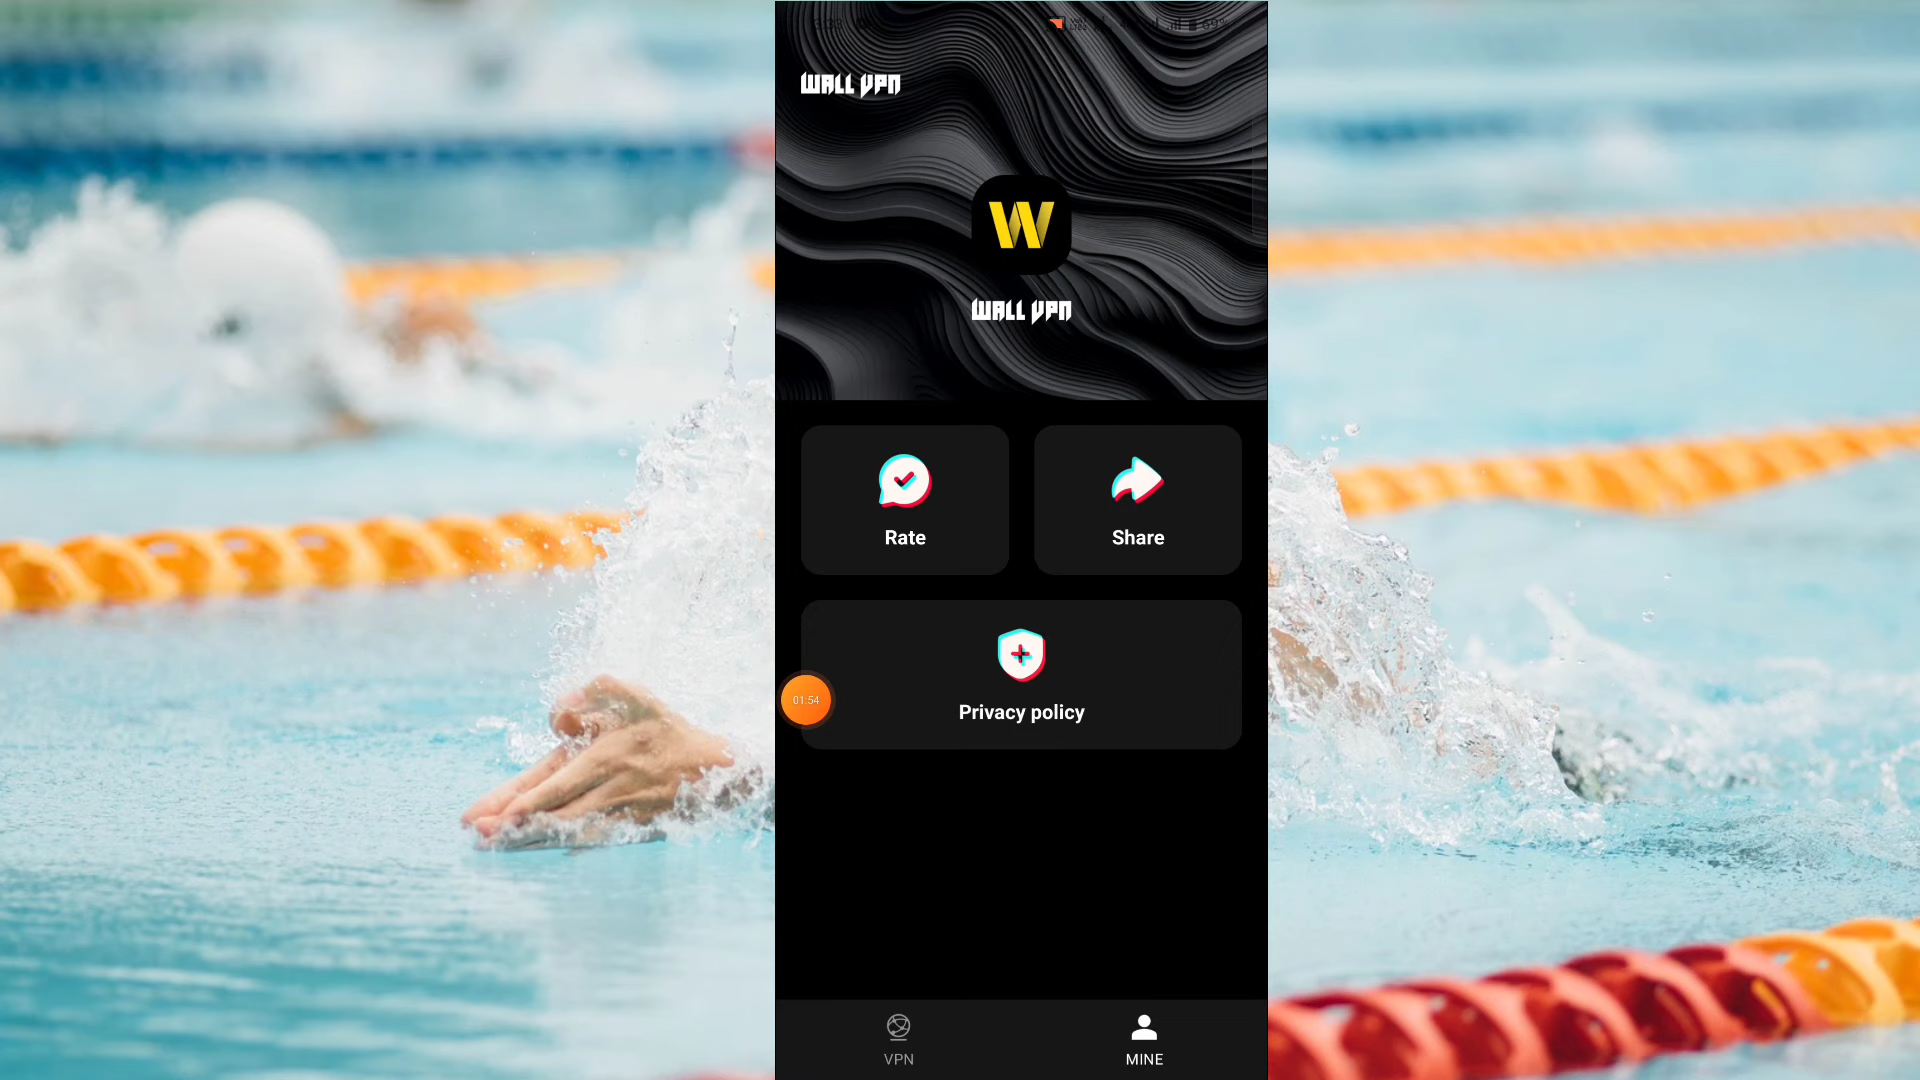 WALL VPN
WALL VPN
Rate
Share
Privacy policy
01:54
VPN
MINE